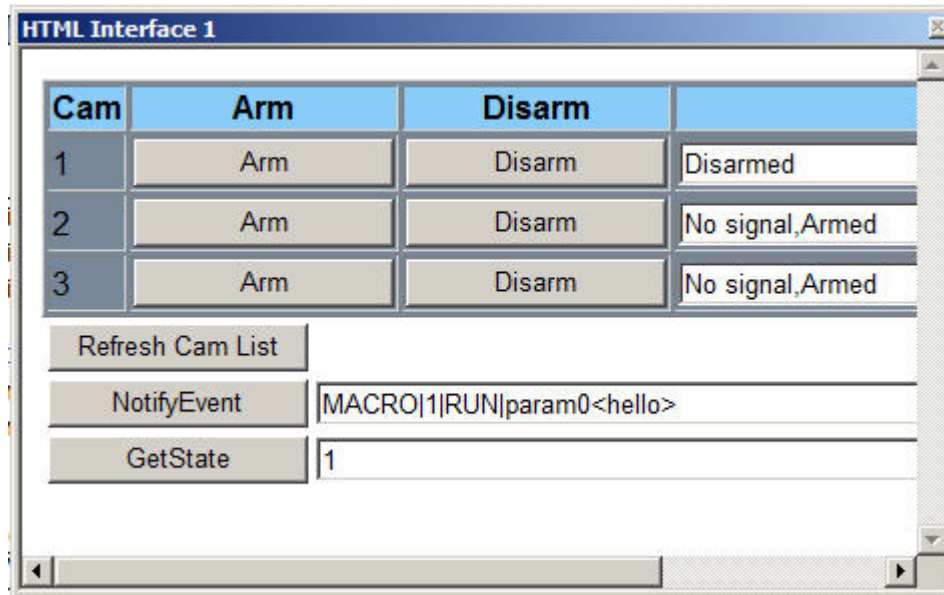 HTML Interface 1
Cam Arm Disarm
1 Arm Disarm Disarmed
2 Arm Disarm No signal,Armed
3 Arm Disarm No signal,Armed
Refresh Cam List
NotifyEvent MACRO|1|RUN|param0<hello>
GetState 1